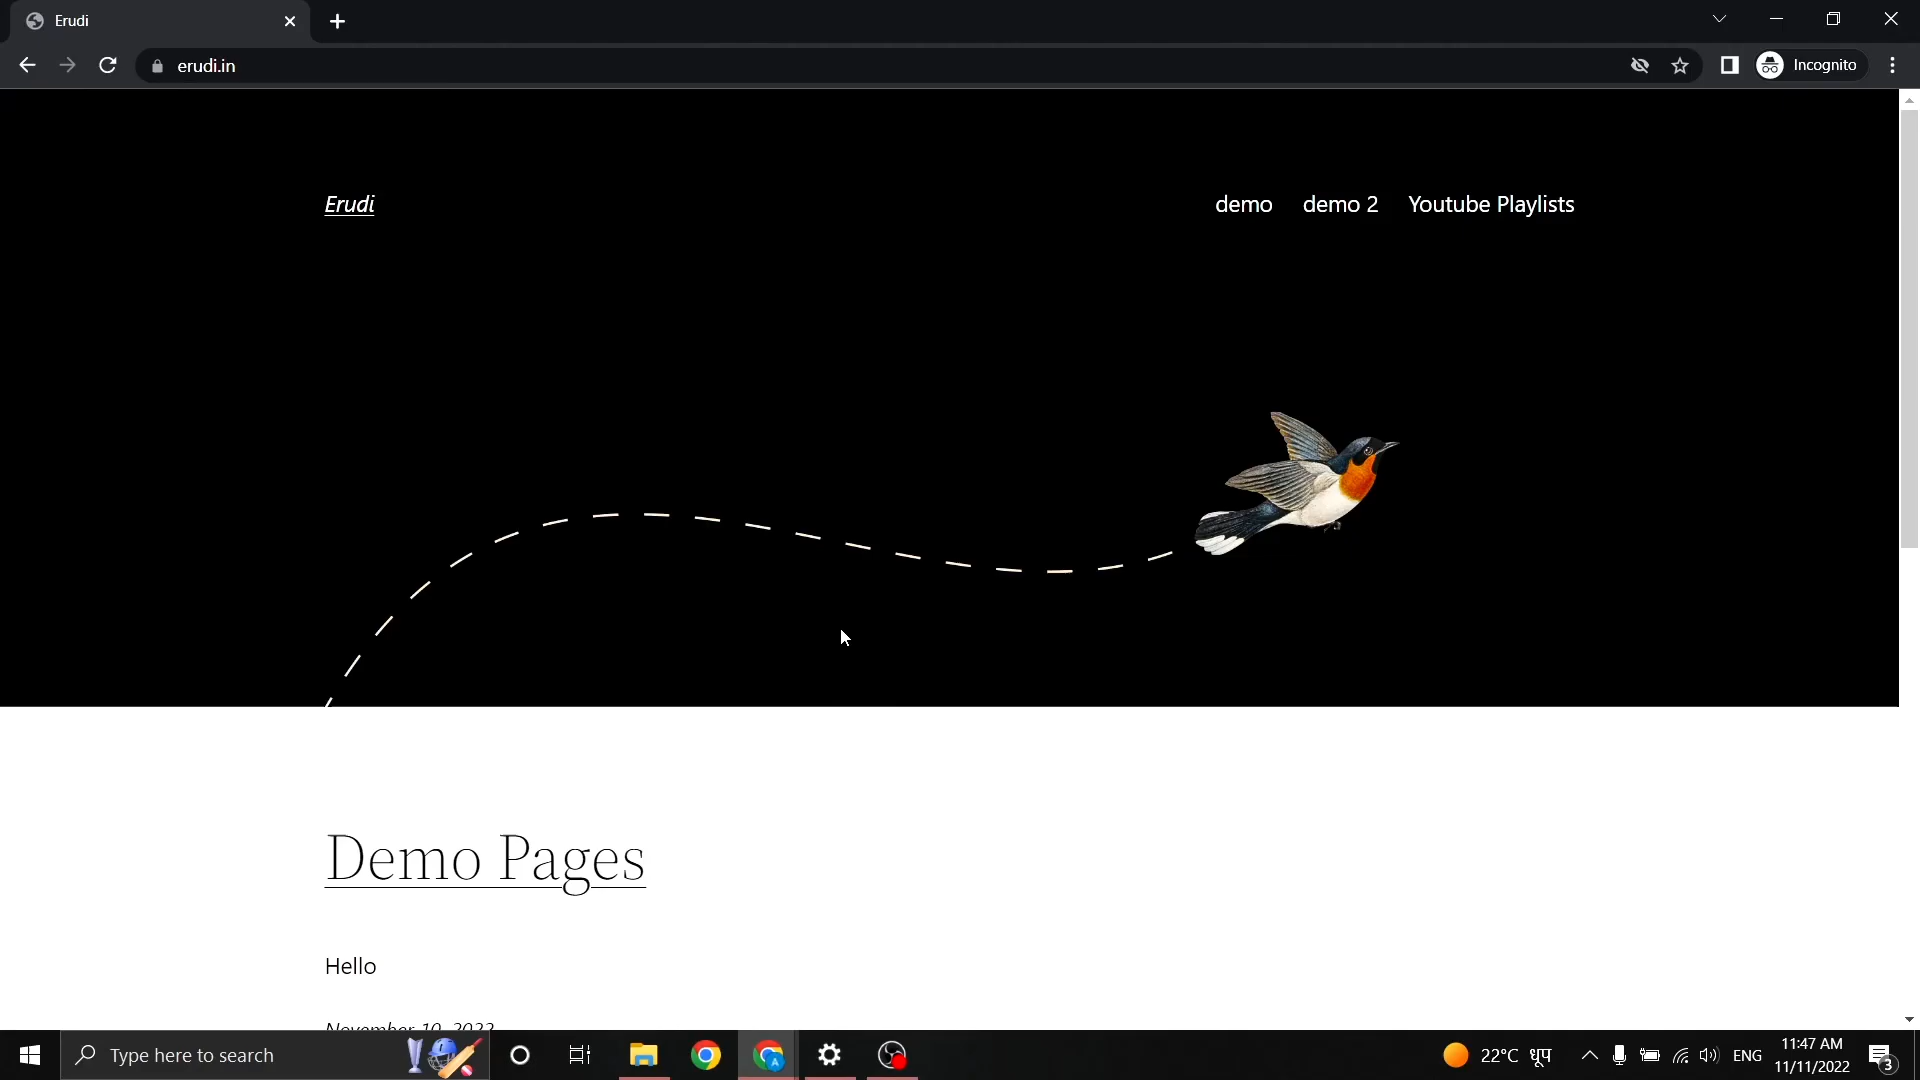 Erudi
erudi.in
Incognito
Erudi
demo demo 2 Youtube Playlists
Demo Pages
Hello
November 10, 2022
Type here to search
22°C धूप
ENG
11:47 AM
11/11/2022
3